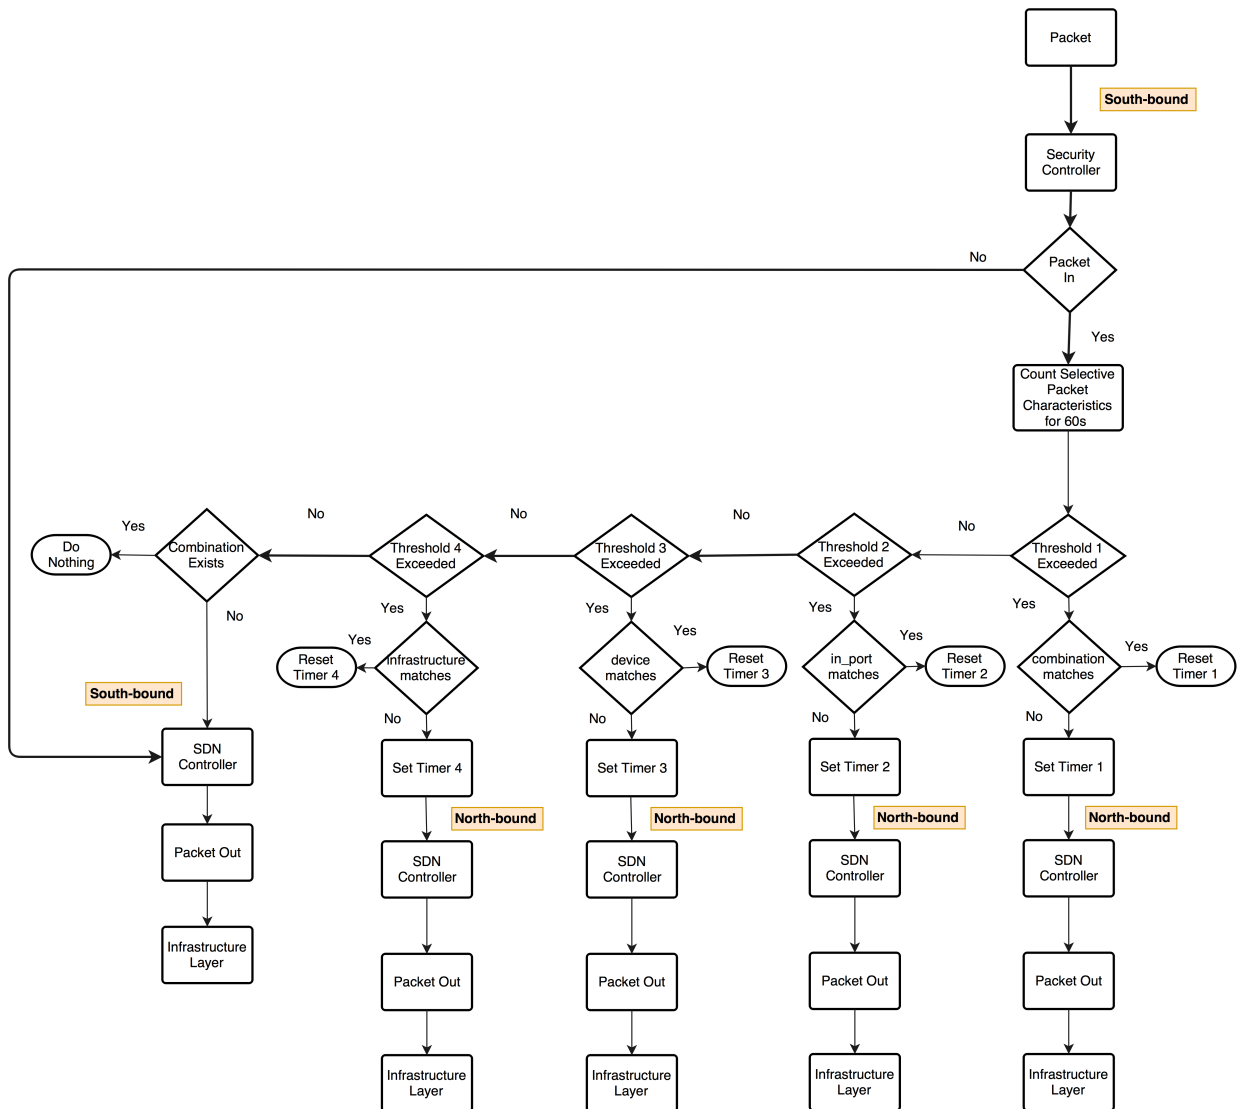 Packet
South-bound
Security
Controller
No
Packet
In
Yes
Count Selective
Packet
Characteristics
for 60s
No
No
No
No
Yes
Do
Nothing
Combination
Exists
Threshold 4
Exceeded
Threshold 3
Exceeded
Threshold 2
Exceeded
Threshold 1
Exceeded
No
Yes
Yes
Yes
Yes
Yes
Reset
Timer 4
Infrastructure
matches
device
matches
Yes
Reset
Timer 3
in_port
matches
Yes
Reset
Timer 2
combination
matches
Yes
Reset
Timer 1
South-bound
No
No
No
No
SDN
Controller
Set Timer 4
Set Timer 3
Set Timer 2
Set Timer 1
North-bound
North-bound
North-bound
North-bound
Packet Out
SDN
Controller
SDN
Controller
SDN
Controller
SDN
Controller
Infrastructure
Layer
Packet Out
Packet Out
Packet Out
Packet Out
Infrastructure
Layer
Infrastructure
Layer
Infrastructure
Layer
Infrastructure
Layer